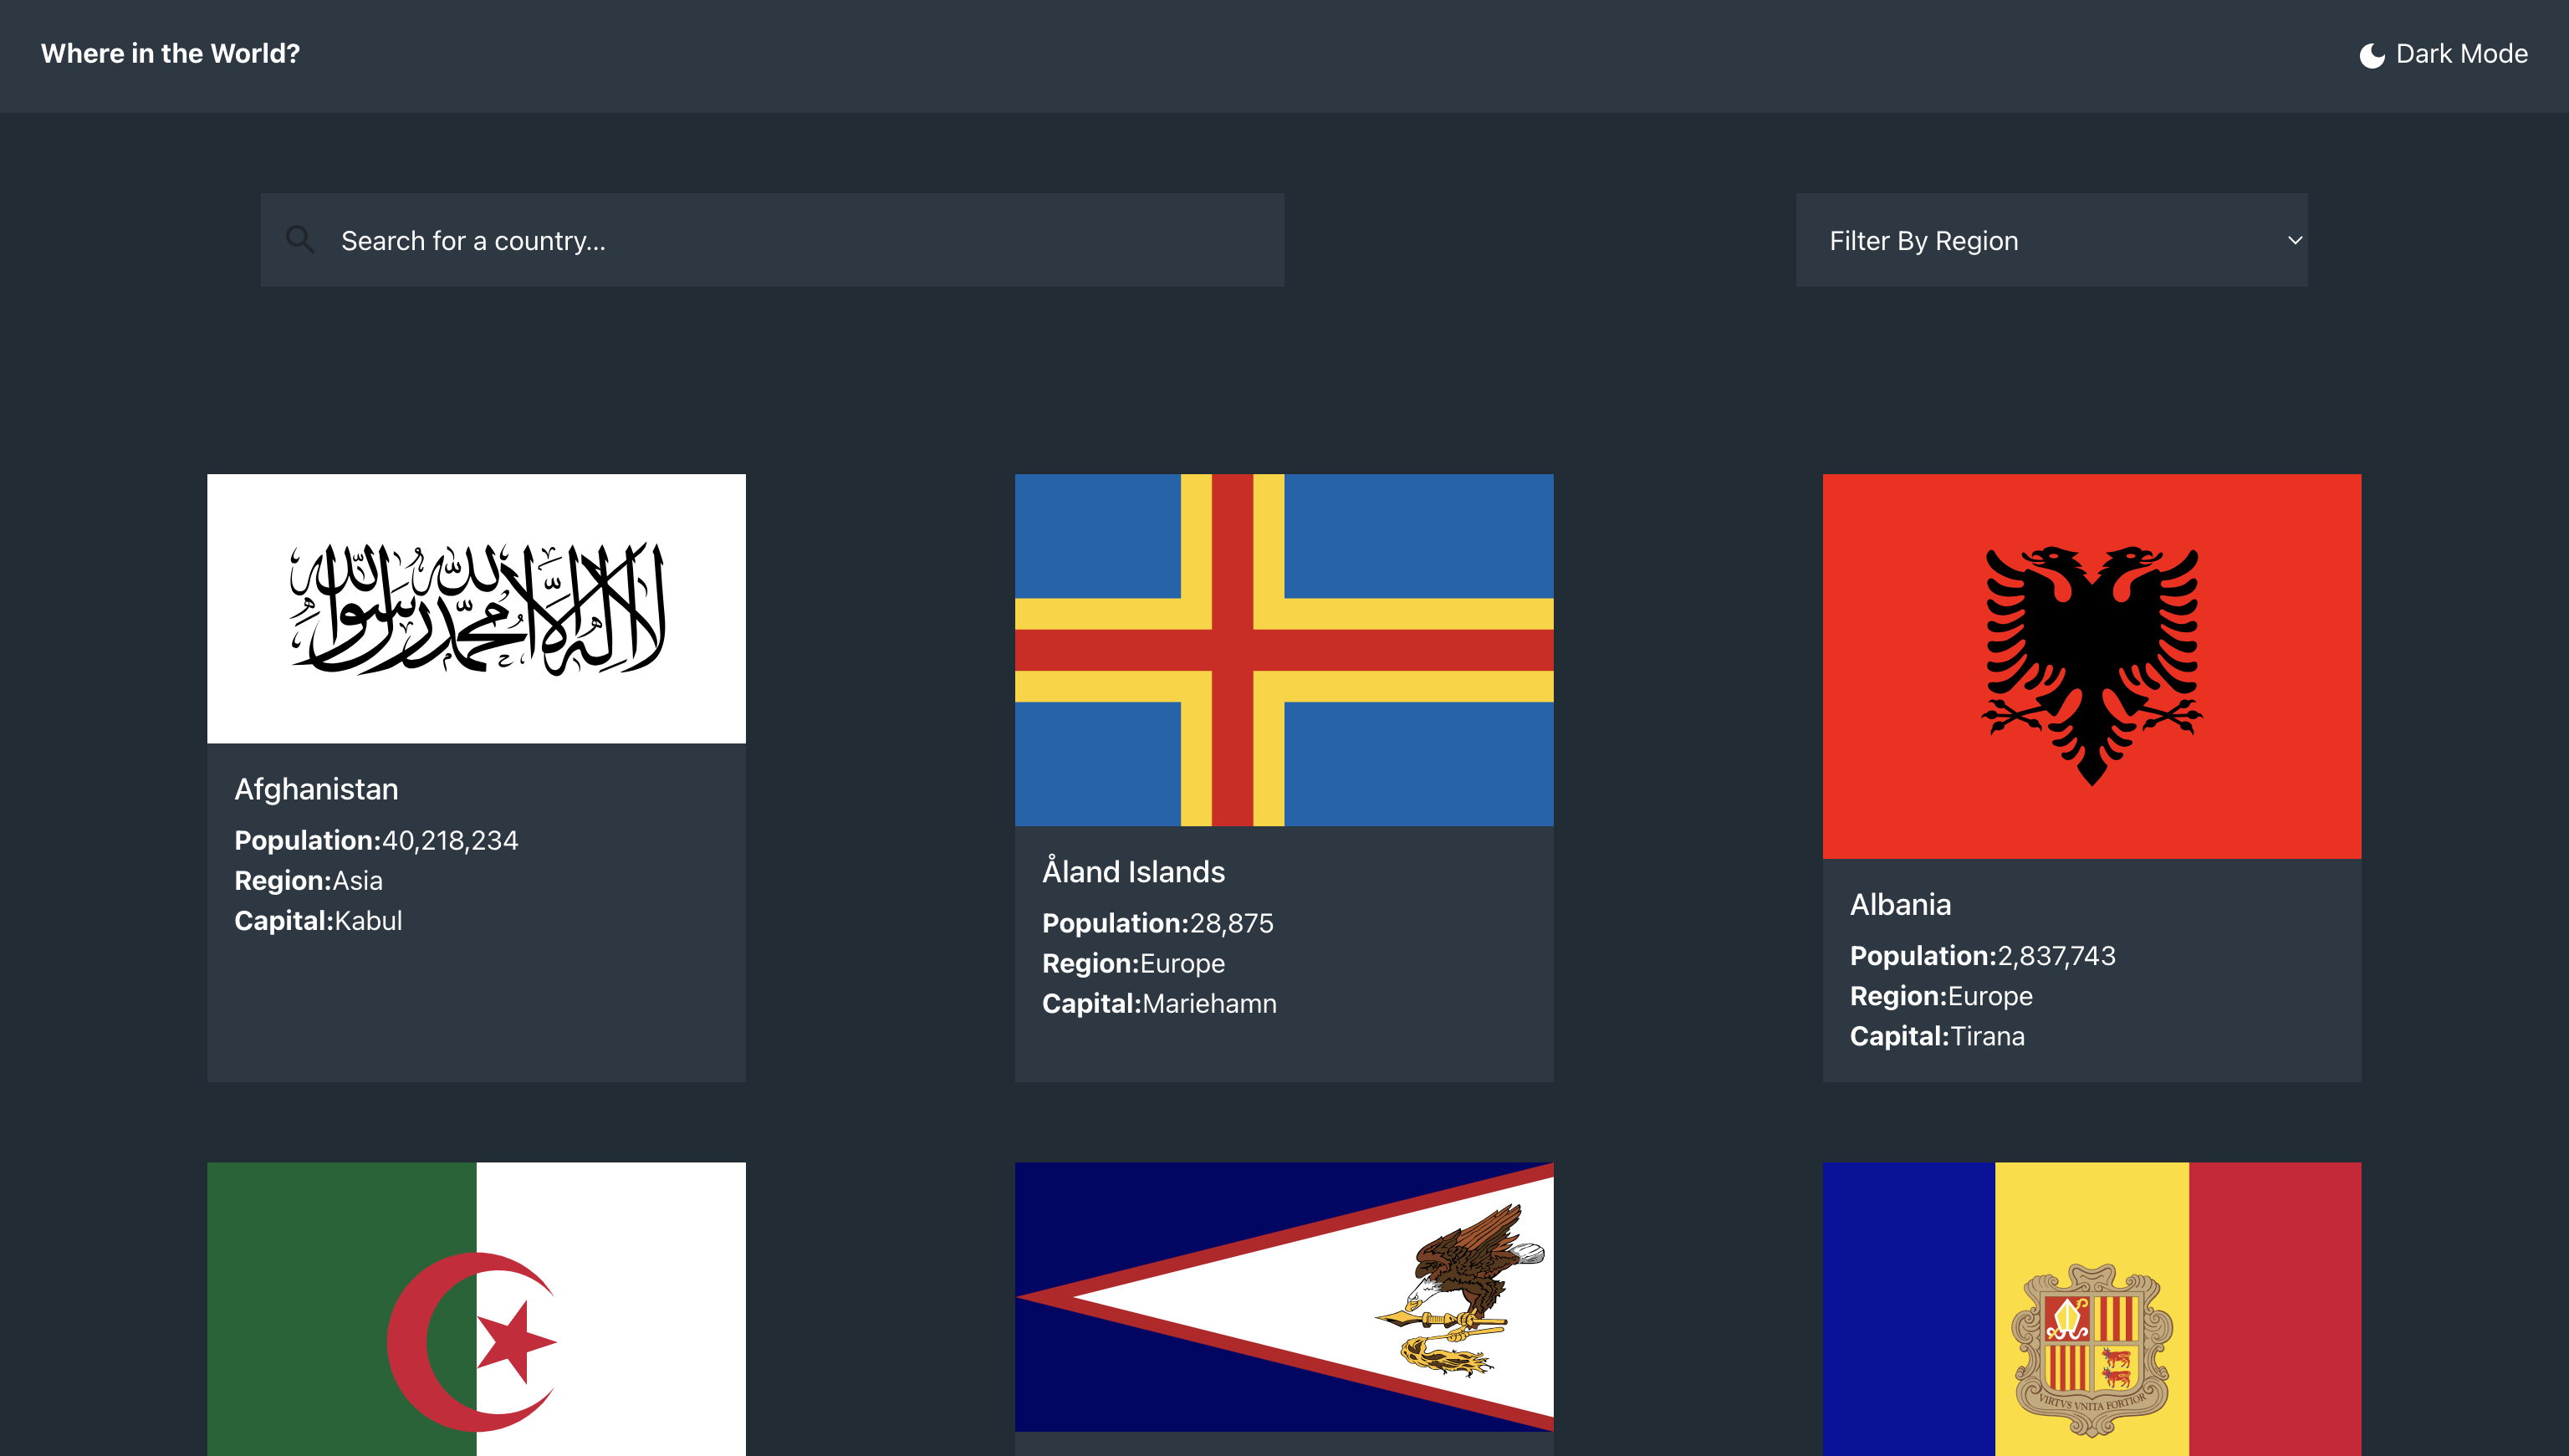 Where in the World?
Dark Mode
Search for a country...
Filter By Region
لا إله إلا الله محمد رسول الله
Afghanistan
Population:40,218,234
Region:Asia
Capital:Kabul
Åland Islands
Population:28,875
Region:Europe
Capital:Mariehamn
Albania
Population:2,837,743
Region:Europe
Capital:Tirana
VIRTVS VNITA FORTIOR